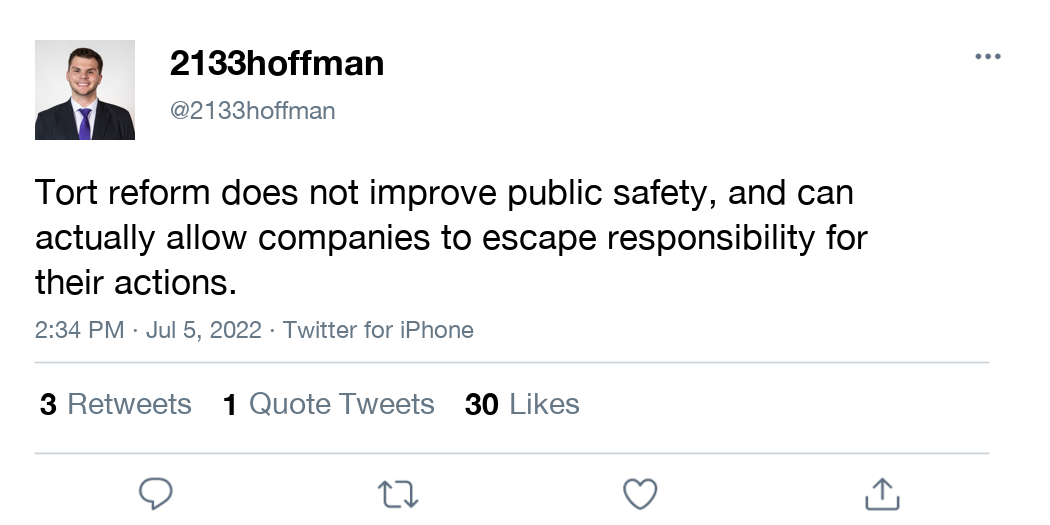 2133hoffman
@2133hoffman
Tort reform does not improve public safety, and can
actually allow companies to escape responsibility for
their actions.
2:34 PM · Jul 5, 2022 · Twitter for iPhone
3 Retweets 1 Quote Tweets 30 Likes